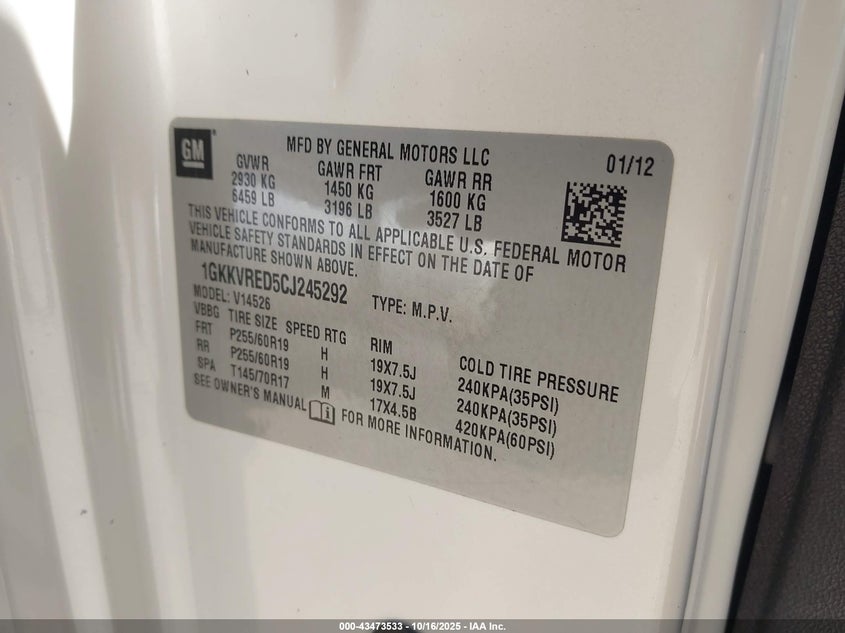 GM
MFD BY GENERAL MOTORS LLC 01/12
GVWR GAWR FRT GAWR RR
2930 KG 1450 KG 1600 KG
6459 LB 3196 LB 3527 LB
THIS VEHICLE CONFORMS TO ALL APPLICABLE U.S. FEDERAL MOTOR
VEHICLE SAFETY STANDARDS IN EFFECT ON THE DATE OF
MANUFACTURE SHOWN ABOVE.
1GKKVRED5CJ245292 TYPE: M.P.V.
MODEL: V14526
VBBG TIRE SIZE SPEED RTG RIM COLD TIRE PRESSURE
FRT P255/60R19 H 19X7.5J 240KPA(35PSI)
RR P255/60R19 H 19X7.5J 240KPA(35PSI)
SPA T145/70R17 M 17X4.5B 420KPA(60PSI)
SEE OWNER'S MANUAL i FOR MORE INFORMATION.
000-43473533 - 10/16/2025 - IAA Inc.